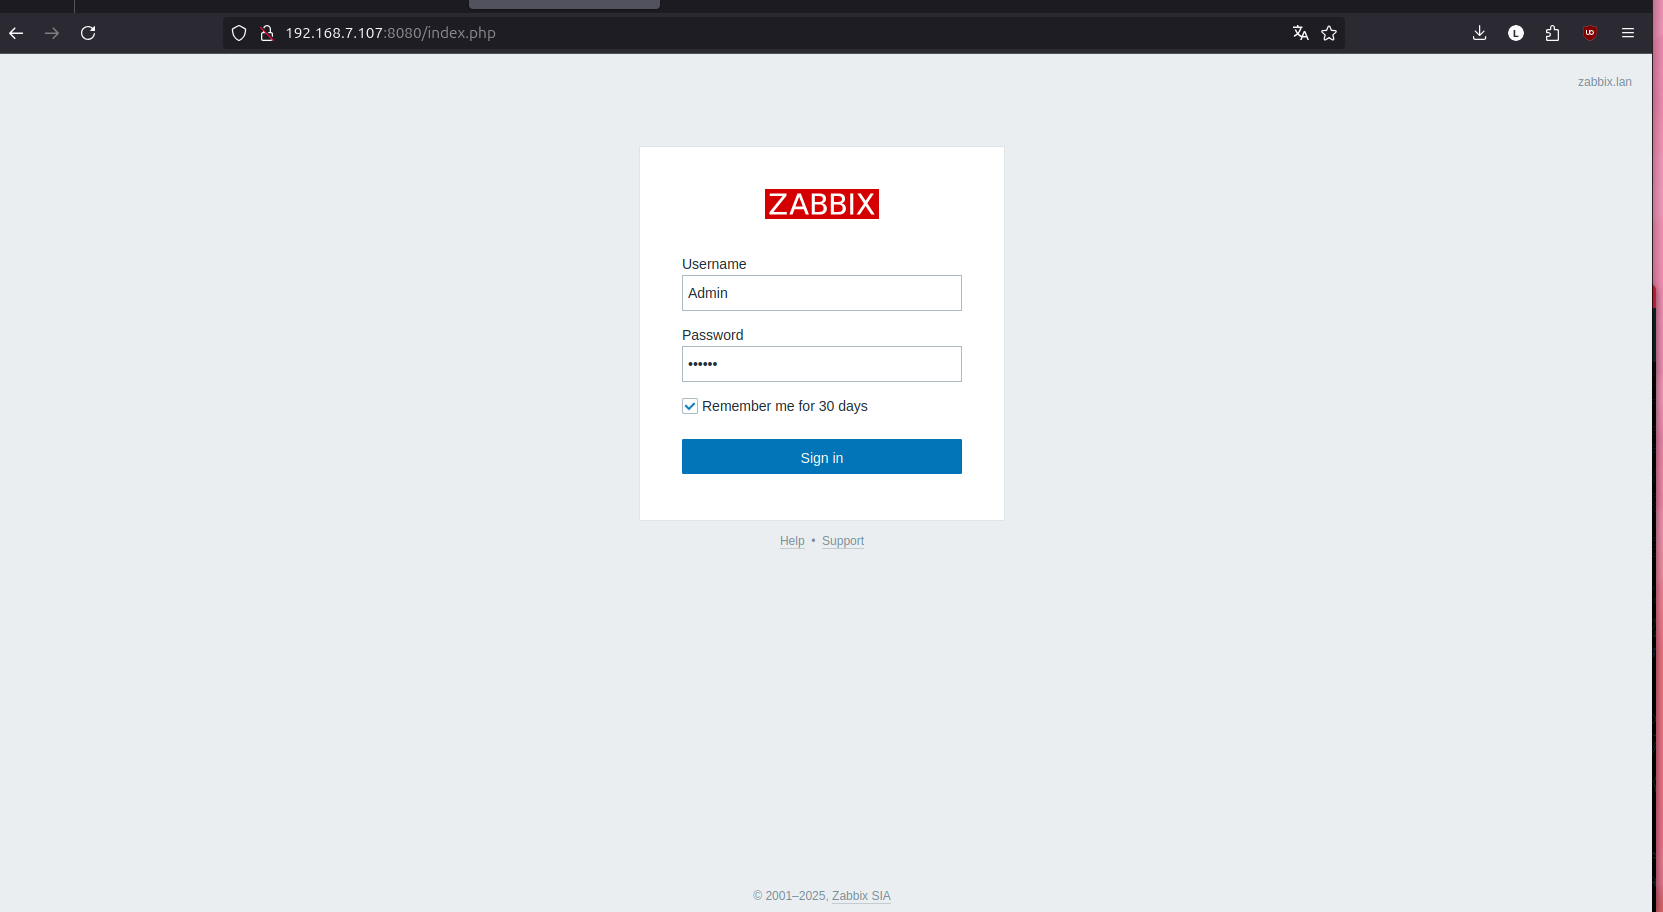 192.168.7.107:8080/index.php
L
zabbix.lan
ZABBIX
Username
Admin
Password
••••••
Remember me for 30 days
Sign in
Help • Support
© 2001–2025, Zabbix SIA